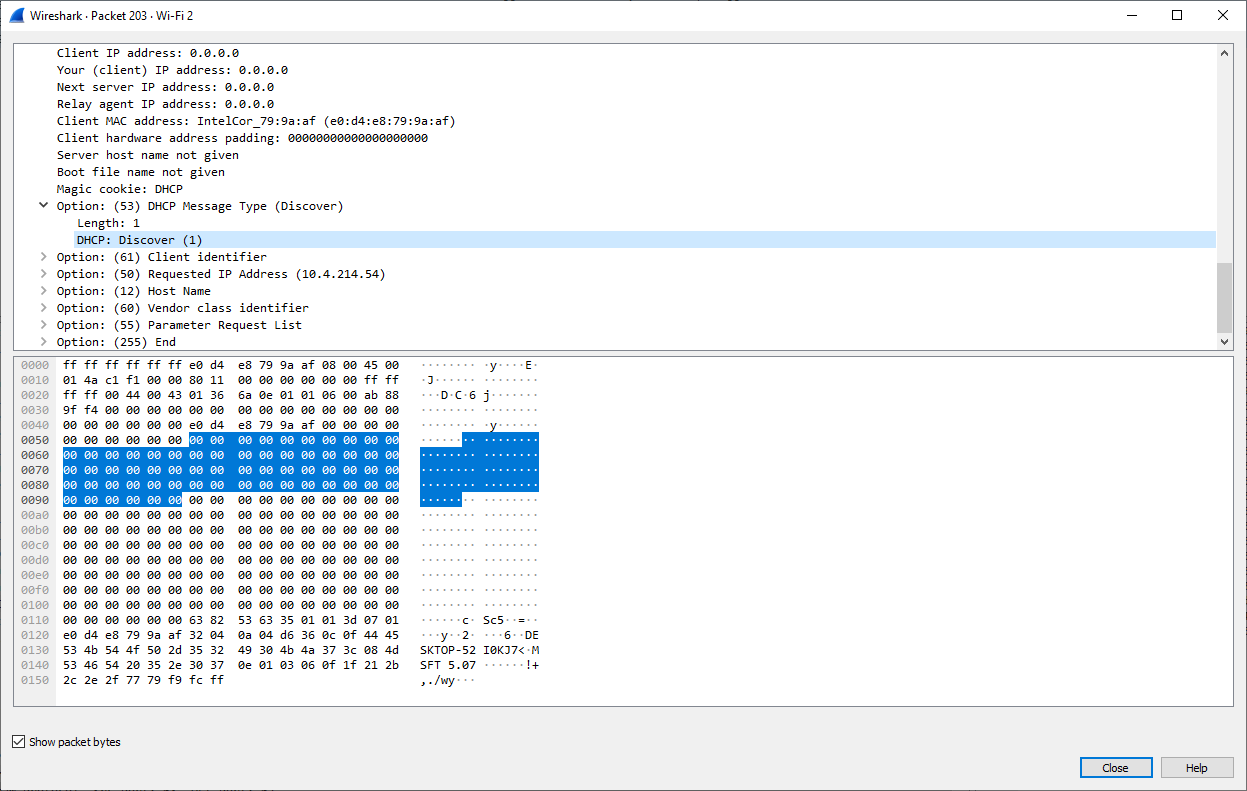 Wireshark · Packet 203 · Wi-Fi 2
Client IP address: 0.0.0.0
Your (client) IP address: 0.0.0.0
Next server IP address: 0.0.0.0
Relay agent IP address: 0.0.0.0
Client MAC address: IntelCor_79:9a:af (e0:d4:e8:79:9a:af)
Client hardware address padding: 00000000000000000000
Server host name not given
Boot file name not given
Magic cookie: DHCP
Option: (53) DHCP Message Type (Discover)
Length: 1
DHCP: Discover (1)
Option: (61) Client identifier
Option: (50) Requested IP Address (10.4.214.54)
Option: (12) Host Name
Option: (60) Vendor class identifier
Option: (55) Parameter Request List
Option: (255) End
0000 ff ff ff ff ff ff e0 d4 e8 79 9a af 08 00 45 00 ········ ·y····E·
0010 01 4a c1 f1 00 00 80 11 00 00 00 00 00 00 ff ff ·J······ ········
0020 ff ff 00 44 00 43 01 36 6a 0e 01 01 06 00 ab 88 ···D·C·6 j·······
0030 9f f4 00 00 00 00 00 00 00 00 00 00 00 00 00 00 ········ ········
0040 00 00 00 00 00 00 e0 d4 e8 79 9a af 00 00 00 00 ········ ·y······
0050 00 00 00 00 00 00 00 00 00 00 00 00 00 00 00 00 ········ ········
0060 00 00 00 00 00 00 00 00 00 00 00 00 00 00 00 00 ········ ········
0070 00 00 00 00 00 00 00 00 00 00 00 00 00 00 00 00 ········ ········
0080 00 00 00 00 00 00 00 00 00 00 00 00 00 00 00 00 ········ ········
0090 00 00 00 00 00 00 00 00 00 00 00 00 00 00 00 00 ········ ········
00a0 00 00 00 00 00 00 00 00 00 00 00 00 00 00 00 00 ········ ········
00b0 00 00 00 00 00 00 00 00 00 00 00 00 00 00 00 00 ········ ········
00c0 00 00 00 00 00 00 00 00 00 00 00 00 00 00 00 00 ········ ········
00d0 00 00 00 00 00 00 00 00 00 00 00 00 00 00 00 00 ········ ········
00e0 00 00 00 00 00 00 00 00 00 00 00 00 00 00 00 00 ········ ········
00f0 00 00 00 00 00 00 00 00 00 00 00 00 00 00 00 00 ········ ········
0100 00 00 00 00 00 00 00 00 00 00 00 00 00 00 00 00 ········ ········
0110 00 00 00 00 00 00 63 82 53 63 35 01 01 3d 07 01 ······c· Sc5··=··
0120 e0 d4 e8 79 9a af 32 04 0a 04 d6 36 0c 0f 44 45 ···y··2· ···6··DE
0130 53 4b 54 4f 50 2d 35 32 49 30 4b 4a 37 3c 08 4d SKTOP-52 I0KJ7<·M
0140 53 46 54 20 35 2e 30 37 0e 01 03 06 0f 1f 21 2b SFT 5.07 ······!+
0150 2c 2e 2f 77 79 f9 fc ff ,./wy···
Show packet bytes
Close Help